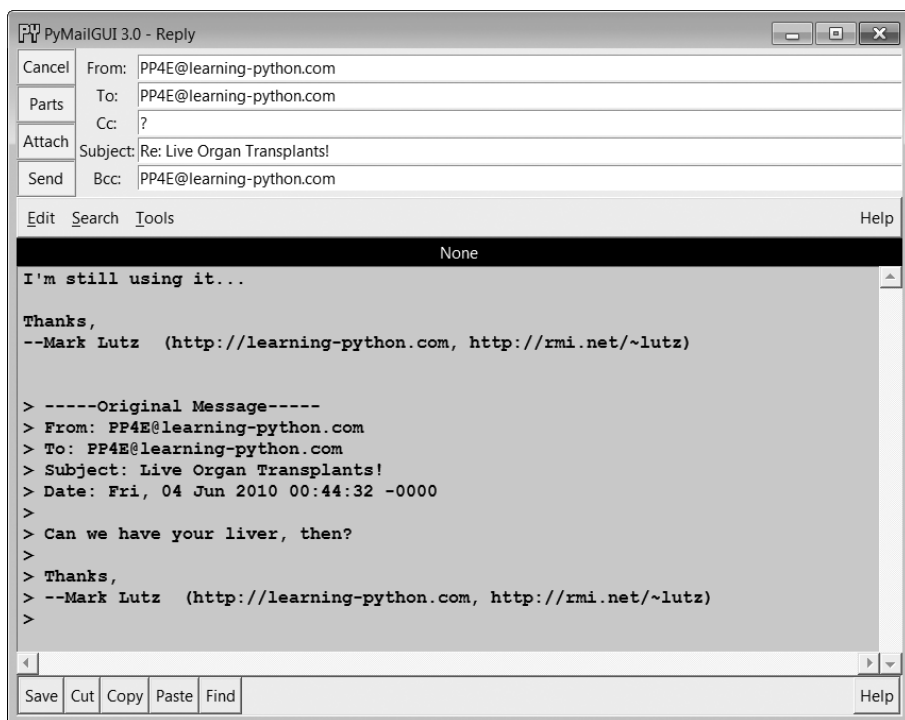 PY PyMailGUI 3.0 - Reply
Cancel From: PP4E@learning-python.com
Parts To: PP4E@learning-python.com
Cc: ?
Attach Subject: Re: Live Organ Transplants!
Send Bcc: PP4E@learning-python.com
Edit Search Tools Help
None
I'm still using it...
Thanks,
--Mark Lutz  (http://learning-python.com, http://rmi.net/~lutz)
> -----Original Message-----
> From: PP4E@learning-python.com
> To: PP4E@learning-python.com
> Subject: Live Organ Transplants!
> Date: Fri, 04 Jun 2010 00:44:32 -0000
>
> Can we have your liver, then?
>
> Thanks,
> --Mark Lutz  (http://learning-python.com, http://rmi.net/~lutz)
>
Save Cut Copy Paste Find Help